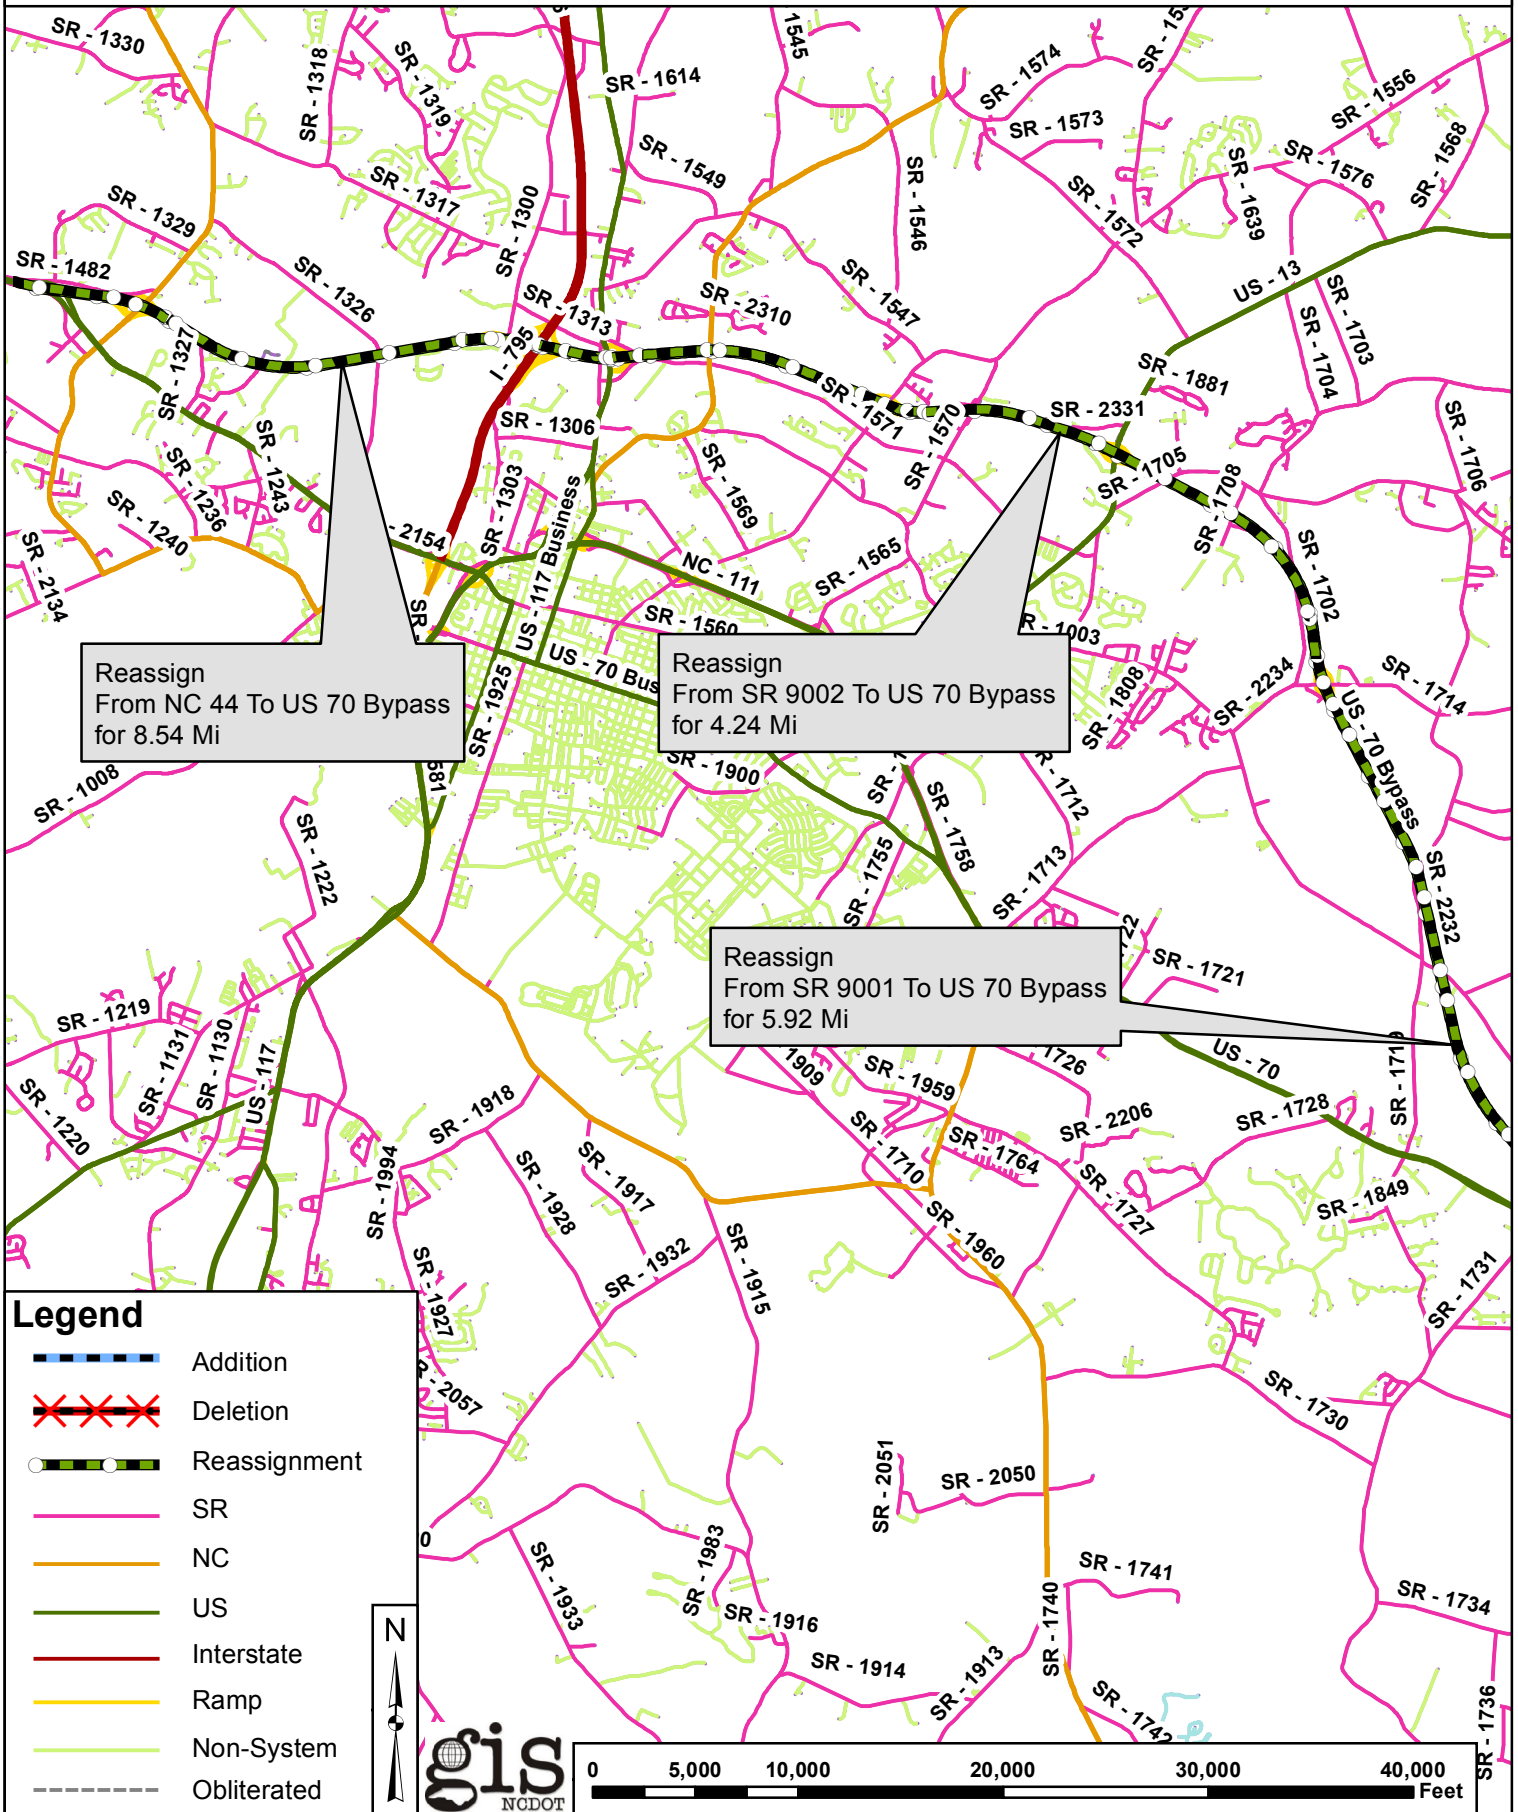 SR - 1330
SR - 1318
SR - 1319
SR - 1614
1545
SR - 1574
SR - 1573
SR - 1556
SR - 1568
SR - 1576
SR - 1639
SR - 1549
SR - 1546
SR - 1572
SR - 1317
SR - 1300
SR - 1329
SR - 1482
SR - 1326
SR - 1327
SR - 1313
SR - 2310
SR - 1547
US - 13
SR - 1703
SR - 1704
I - 795
SR - 1881
SR - 2331
SR - 1571
SR - 1570
SR - 1306
SR - 1705
SR - 1708
SR - 1706
SR - 1243
SR - 1236
SR - 1240
SR - 2134
SR - 1303
SR - 1569
- 2154
US - 117 Business
NC - 111
SR - 1565
SR - 1702
SR - 1560
R - 1003
SR -
US - 70 Bus
SR - 1925
SR - 1808
SR - 2234
SR - 1714
US - 70 Bypass
Reassign
From NC 44 To US 70 Bypass
for 8.54 Mi
Reassign
From SR 9002 To US 70 Bypass
for 4.24 Mi
SR - 1008
581
SR - 1900
SR - 1
SR - 1758
R - 1712
SR - 1222
SR - 1755
SR - 1713
SR - 2232
1722
SR - 1721
Reassign
From SR 9001 To US 70 Bypass
for 5.92 Mi
SR - 1219
SR - 1131
SR - 1130
US - 117
SR - 1220
SR - 1918
1909
SR - 1959
1726
US - 70
SR - 1719
SR - 1728
SR - 2206
SR - 1710
SR - 1764
SR - 1727
SR - 1849
SR - 1994
SR - 1928
SR - 1917
SR - 1932
SR - 1915
SR - 1960
SR - 1731
SR - 1927
R - 2057
SR - 1730
SR - 2051
SR - 2050
0
SR - 1933
SR - 1983
SR - 1916
SR - 1914
SR - 1913
SR - 1740
SR - 1741
SR - 1742
SR - 1734
SR - 1736
Legend
Addition
Deletion
Reassignment
SR
NC
US
Interstate
Ramp
Non-System
Obliterated
N
gis
NCDOT
0 5,000 10,000 20,000 30,000 40,000
Feet